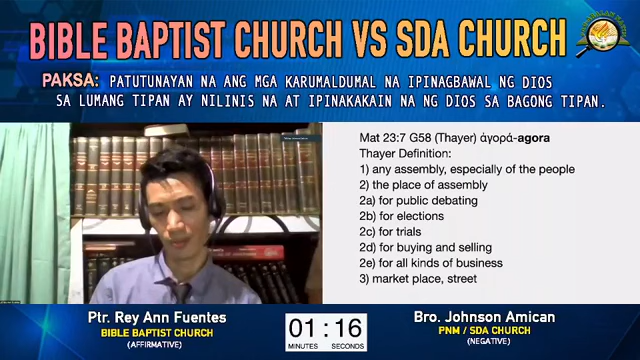 BIBLE BAPTIST CHURCH VS SDA CHURCH
PAKSA: PATUTUNAYAN NA ANG MGA KARUMALDUMAL NA IPINAGBAWAL NG DIOS
SA LUMANG TIPAN AY NILINIS NA AT IPINAKAKAIN NA NG DIOS SA BAGONG TIPAN.
Mat 23:7 G58 (Thayer) ἀγορά-agora
Thayer Definition:
1) any assembly, especially of the people
2) the place of assembly
2a) for public debating
2b) for elections
2c) for trials
2d) for buying and selling
2e) for all kinds of business
3) market place, street
Ptr. Rey Ann Fuentes
BIBLE BAPTIST CHURCH
(AFFIRMATIVE)
01 : 16
MINUTES SECONDS
Bro. Johnson Amican
PNM / SDA CHURCH
(NEGATIVE)